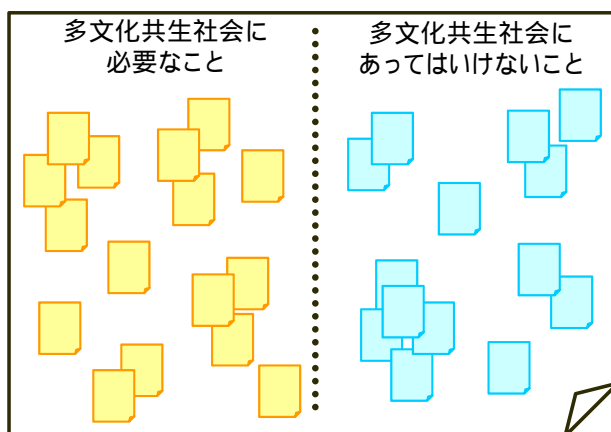 多文化共生社会に
必要なこと
多文化共生社会に
あってはいけないこと